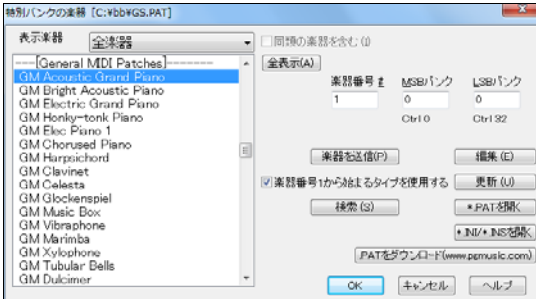 特別バンクの楽器 [C:¥bb¥GS.PAT]
表示楽器
全楽器
同類の楽器を含む (I)
全表示(A)
----[General MIDI Patches]-------
GM Acoustic Grand Piano
GM Bright Acoustic Piano
GM Electric Grand Piano
GM Honky-tonk Piano
GM Elec Piano 1
GM Chorused Piano
GM Harpsichord
GM Clavinet
GM Celesta
GM Glockenspiel
GM Music Box
GM Vibraphone
GM Marimba
GM Xylophone
GM Tubular Bells
GM Dulcimer
楽器番号 # MSBバンク LSBバンク
1 0 0
Ctrl 0 Ctrl 32
楽器を送信(P) 編集 (E)
楽器番号1から始まるタイプを使用する 更新 (U)
検索 (S) *.PATを開く
*.INI/*.INSを開く
.PATをダウンロード(www.pgmusic.com)
OK キャンセル ヘルプ